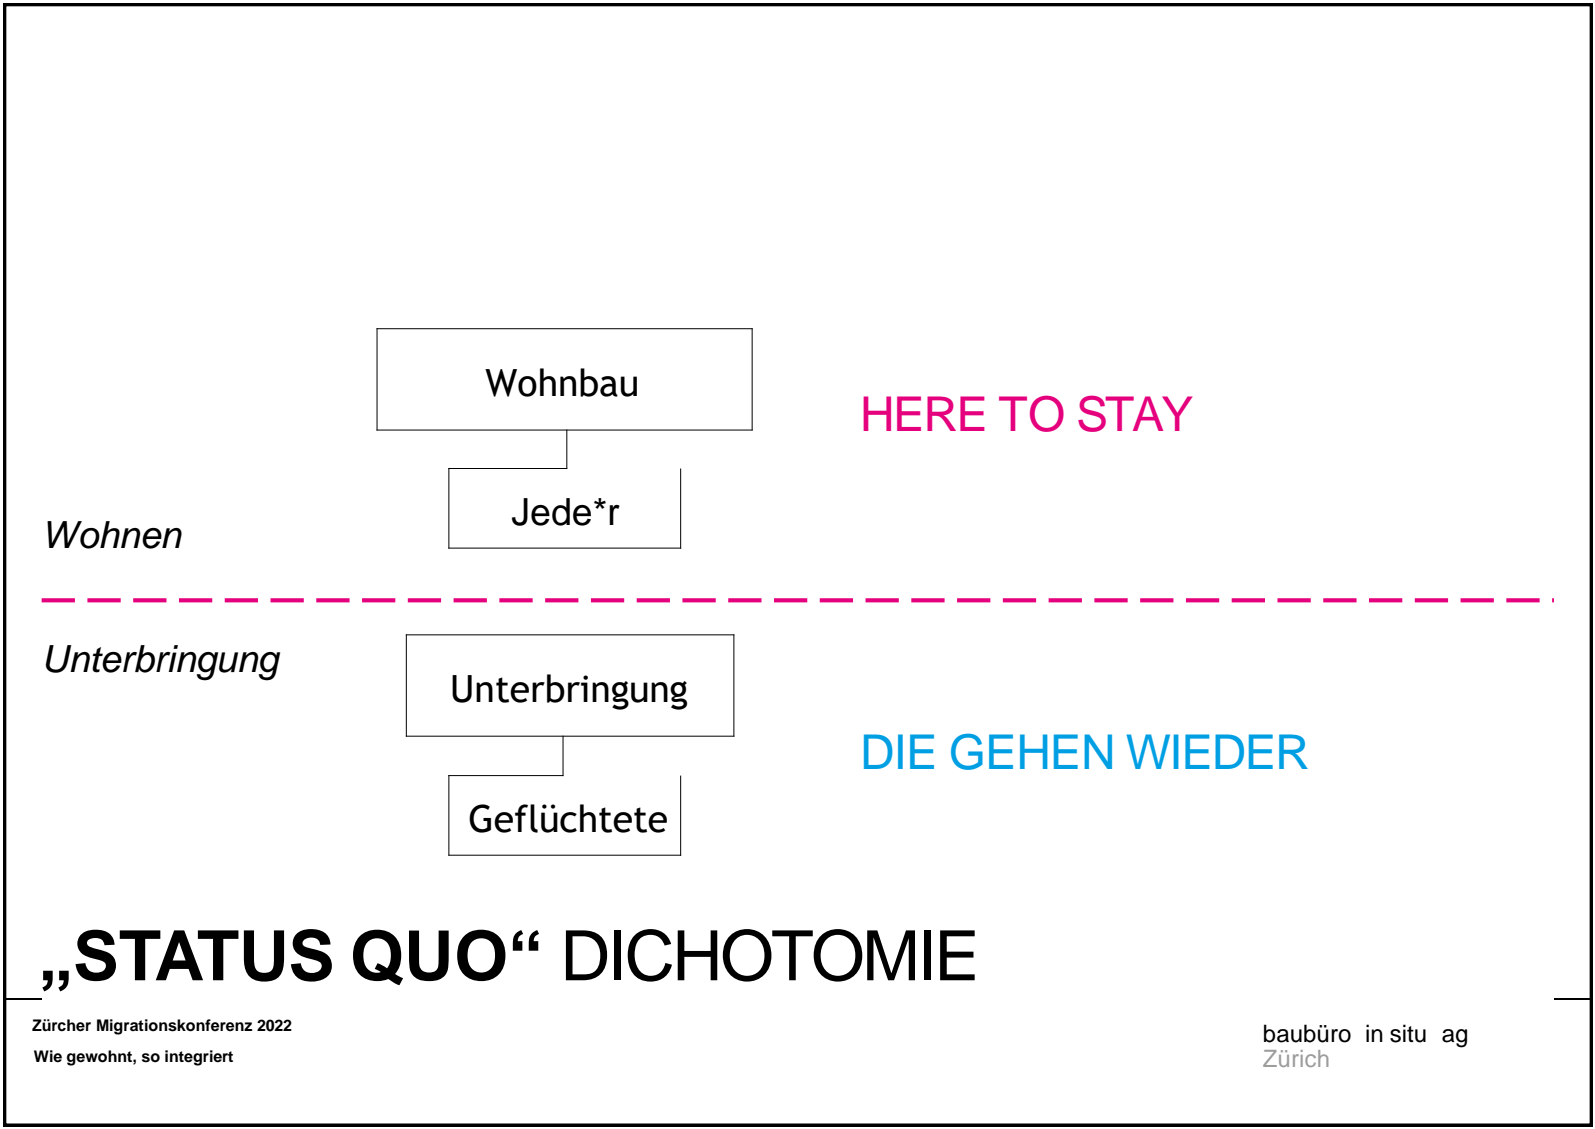 Wohnbau
HERE TO STAY
Jede*r
Wohnen
Unterbringung
Unterbringung
DIE GEHEN WIEDER
Geflüchtete
„STATUS QUO“ DICHOTOMIE
Zürcher Migrationskonferenz 2022
Wie gewohnt, so integriert
baubüro in situ ag
Zürich